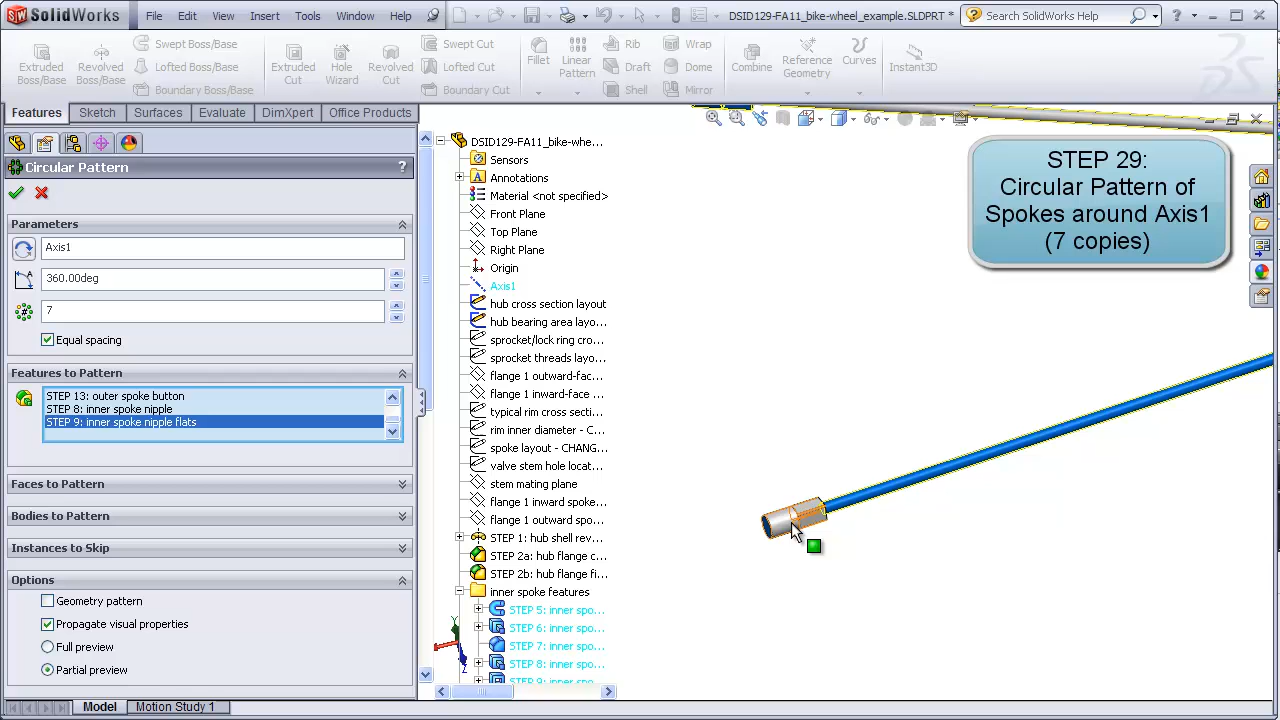 SolidWorks File Edit View Insert Tools Window Help DSID129-FA11_bike-wheel_example.SLDPRT * Search SolidWorks Help
Extruded Boss/Base Revolved Boss/Base Swept Boss/Base Lofted Boss/Base Boundary Boss/Base Extruded Cut Hole Wizard Revolved Cut Swept Cut Lofted Cut Boundary Cut Fillet Linear Pattern Rib Draft Shell Wrap Dome Mirror Combine Reference Geometry Curves Instant3D
Features Sketch Surfaces Evaluate DimXpert Office Products
Circular Pattern ?
Parameters
Axis1
360.00deg
7
Equal spacing
Features to Pattern
STEP 13: outer spoke button
STEP 8: inner spoke nipple
STEP 9: inner spoke nipple flats
Faces to Pattern
Bodies to Pattern
Instances to Skip
Options
Geometry pattern
Propagate visual properties
Full preview
Partial preview
DSID129-FA11_bike-whe...
Sensors
Annotations
Material <not specified>
Front Plane
Top Plane
Right Plane
Origin
Axis1
hub cross section layout
hub bearing area layo...
sprocket/lock ring cro...
sprocket threads layo...
flange 1 outward-fac...
flange 1 inward-face ...
typical rim cross secti...
rim inner diameter - C...
spoke layout - CHANG...
valve stem hole locat...
stem mating plane
flange 1 inward spoke...
flange 1 outward spo...
STEP 1: hub shell rev...
STEP 2a: hub flange c...
STEP 2b: hub flange fi...
inner spoke features
STEP 5: inner spo...
STEP 6: inner spo...
STEP 7: inner spo...
STEP 8: inner spo...
STEP 9: inner spo...
STEP 29:
Circular Pattern of
Spokes around Axis1
(7 copies)
Y
Z
Model Motion Study 1